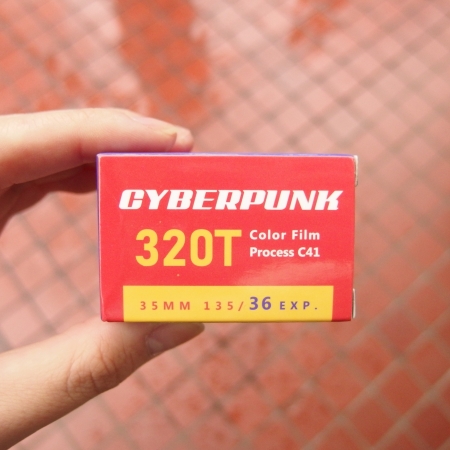 CYBERPUNK
320T Color Film
Process C41
35MM 135/36 EXP.